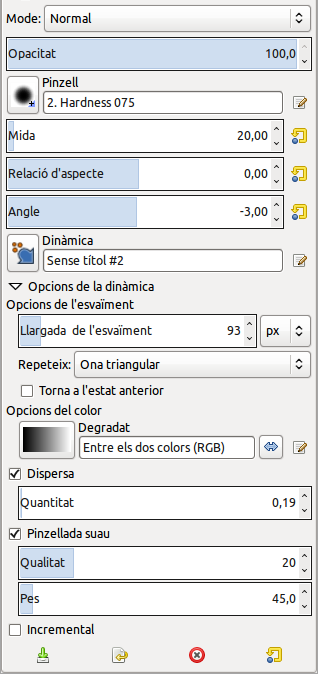 Mode: Normal
Opacitat 100,0
Pinzell
2. Hardness 075
Mida 20,00
Relació d'aspecte 0,00
Angle -3,00
Dinàmica
Sense títol #2
Opcions de la dinàmica
Opcions de l'esvaïment
Llargada de l'esvaïment 93 px
Repeteix: Ona triangular
Torna a l'estat anterior
Opcions del color
Degradat
Entre els dos colors (RGB)
Dispersa
Quantitat 0,19
Pinzellada suau
Qualitat 20
Pes 45,0
Incremental